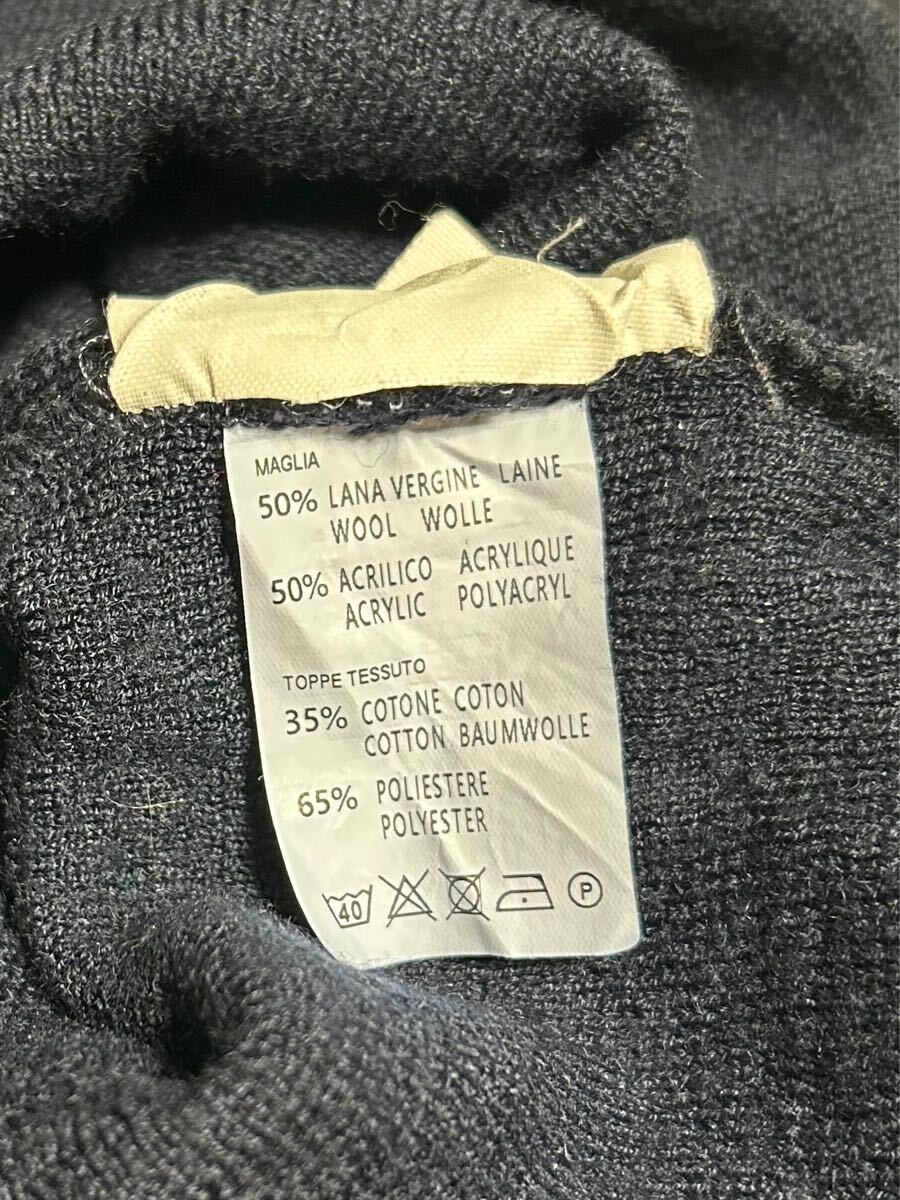 MAGLIA
50% LANA VERGINE LAINE
WOOL WOLLE
50% ACRILICO ACRYLIQUE
ACRYLIC POLYACRYL
TOPPE TESSUTO
35% COTONE COTON
COTTON BAUMWOLLE
65% POLIESTERE
POLYESTER
40 P